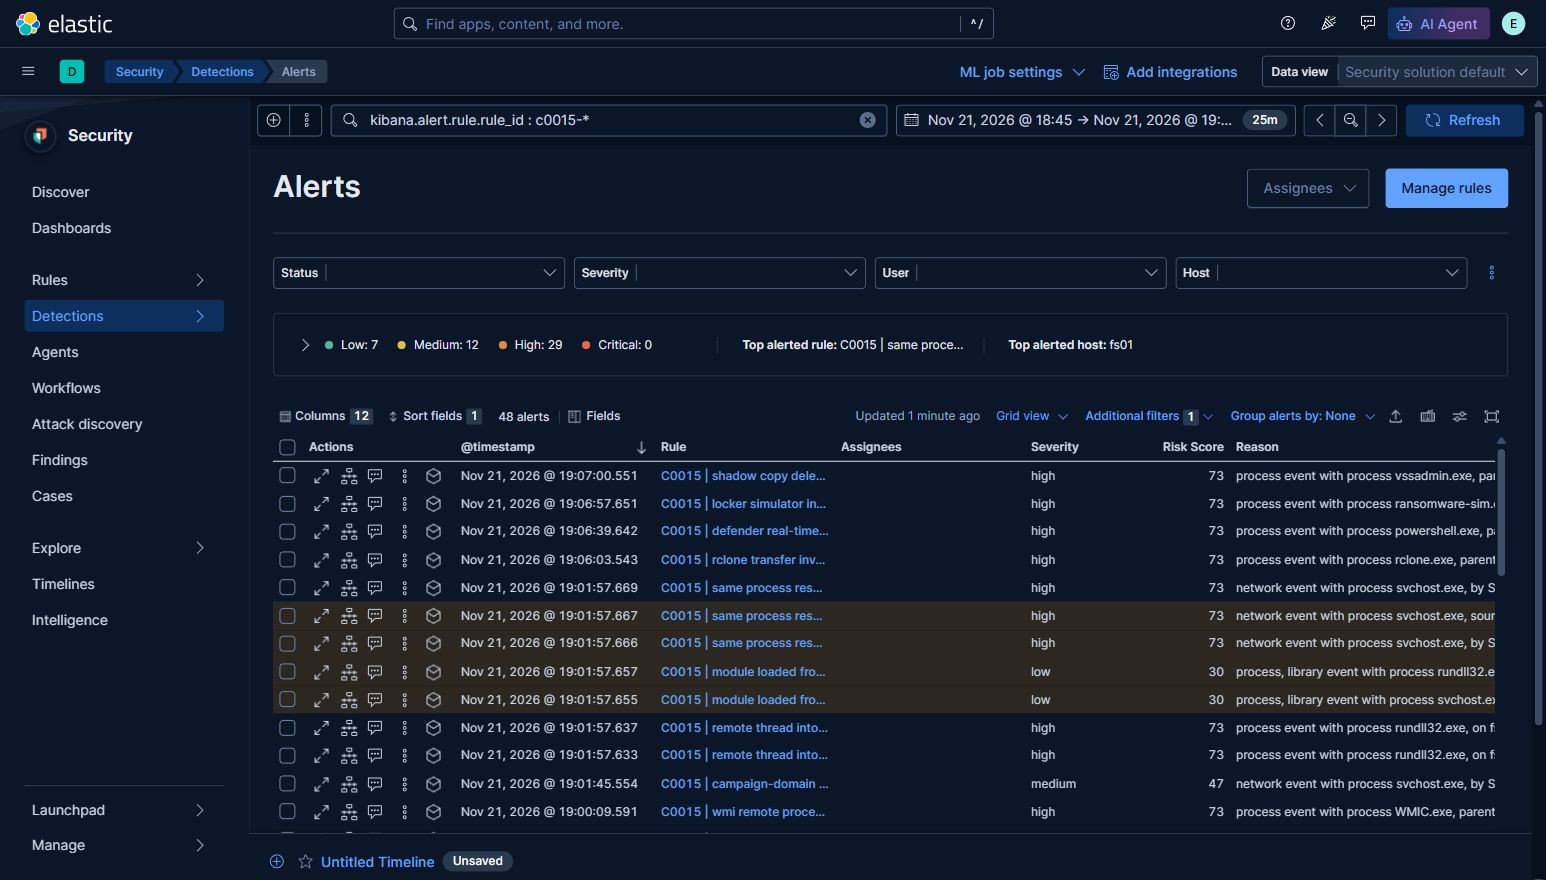 elastic
Find apps, content, and more.
^/
AI Agent
E
D
Security
Detections
Alerts
ML job settings
Add integrations
Data view
Security solution default
Security
kibana.alert.rule.rule_id : c0015-*
Nov 21, 2026 @ 18:45 → Nov 21, 2026 @ 19:...
25m
Refresh
Discover
Dashboards
Rules
Detections
Agents
Workflows
Attack discovery
Findings
Cases
Explore
Timelines
Intelligence
Launchpad
Manage
Alerts
Assignees
Manage rules
Status
Severity
User
Host
Low: 7
Medium: 12
High: 29
Critical: 0
Top alerted rule: C0015 | same proce...
Top alerted host: fs01
Columns 12
Sort fields 1
48 alerts
Fields
Updated 1 minute ago
Grid view
Additional filters 1
Group alerts by: None
Actions @timestamp ↓ Rule Assignees Severity Risk Score Reason
Nov 21, 2026 @ 19:07:00.551 C0015 | shadow copy dele... high 73 process event with process vssadmin.exe, par
Nov 21, 2026 @ 19:06:57.651 C0015 | locker simulator in... high 73 process event with process ransomware-sim.
Nov 21, 2026 @ 19:06:39.642 C0015 | defender real-time... high 73 process event with process powershell.exe, p
Nov 21, 2026 @ 19:06:03.543 C0015 | rclone transfer inv... high 73 process event with process rclone.exe, parent
Nov 21, 2026 @ 19:01:57.669 C0015 | same process res... high 73 network event with process svchost.exe, by S
Nov 21, 2026 @ 19:01:57.667 C0015 | same process res... high 73 network event with process svchost.exe, sour
Nov 21, 2026 @ 19:01:57.666 C0015 | same process res... high 73 network event with process svchost.exe, by S
Nov 21, 2026 @ 19:01:57.657 C0015 | module loaded fro... low 30 process, library event with process rundll32.e
Nov 21, 2026 @ 19:01:57.655 C0015 | module loaded fro... low 30 process, library event with process svchost.ex
Nov 21, 2026 @ 19:01:57.637 C0015 | remote thread into... high 73 process event with process rundll32.exe, on f
Nov 21, 2026 @ 19:01:57.633 C0015 | remote thread into... high 73 process event with process rundll32.exe, on f
Nov 21, 2026 @ 19:01:45.554 C0015 | campaign-domain ... medium 47 network event with process svchost.exe, by S
Nov 21, 2026 @ 19:00:09.591 C0015 | wmi remote proce... high 73 process event with process WMIC.exe, parent
Untitled Timeline
Unsaved